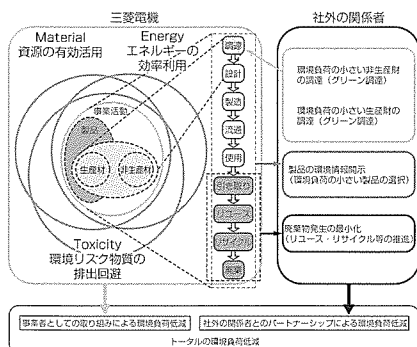 三菱電機
社外の関係者
Material
資源の有効活用
Energy
エネルギーの
効率利用
事業活動
製品
生産材
非生産材
Toxicity
環境リスク物質の
排出回避
調達
設計
製造
流通
使用
引き取り
リユース
リサイクル
廃棄
環境負荷の小さい非生産財
の調達(グリーン調達)
環境負荷の小さい生産財の
調達(グリーン調達)
製品の環境情報開示
(環境負荷の小さい製品の選択)
廃棄物発生の最小化
(リユース・リサイクル等の推進)
事業者としての取り組みによる環境負荷低減
社外の関係者とのパートナーシップによる環境負荷低減
トータルの環境負荷低減